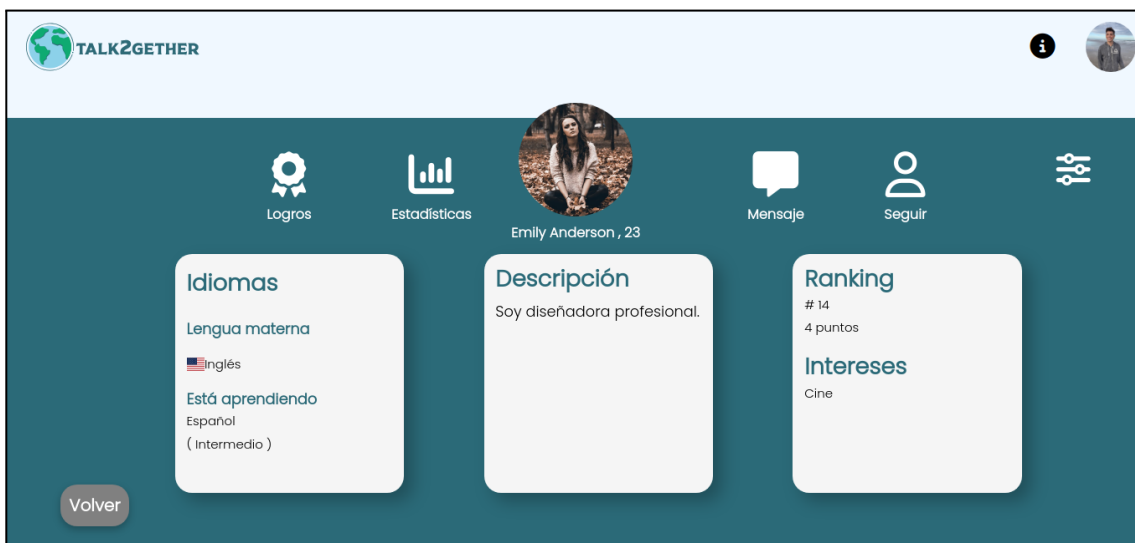 TALK2GETHER
Logros
Estadísticas
Emily Anderson , 23
Mensaje
Seguir
Idiomas
Lengua materna
Inglés
Está aprendiendo
Español
( Intermedio )
Descripción
Soy diseñadora profesional.
Ranking
# 14
4 puntos
Intereses
Cine
Volver